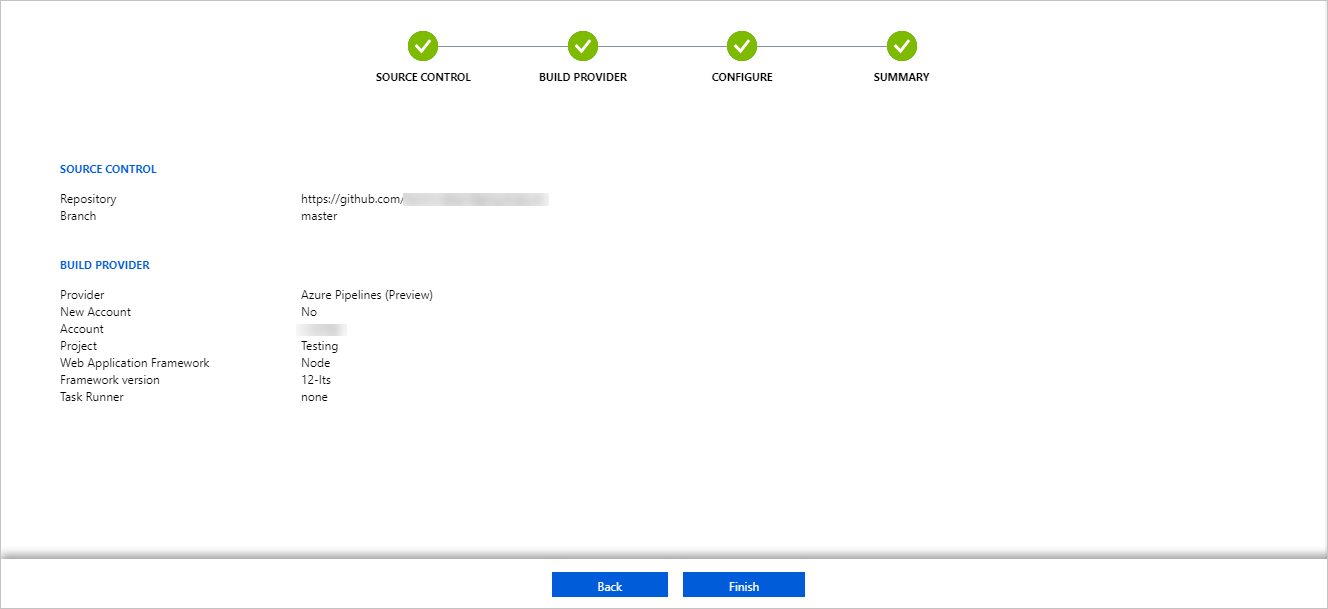 SOURCE CONTROL BUILD PROVIDER CONFIGURE SUMMARY
SOURCE CONTROL
Repository https://github.com/
Branch master
BUILD PROVIDER
Provider Azure Pipelines (Preview)
New Account No
Account
Project Testing
Web Application Framework Node
Framework version 12-lts
Task Runner none
Back Finish